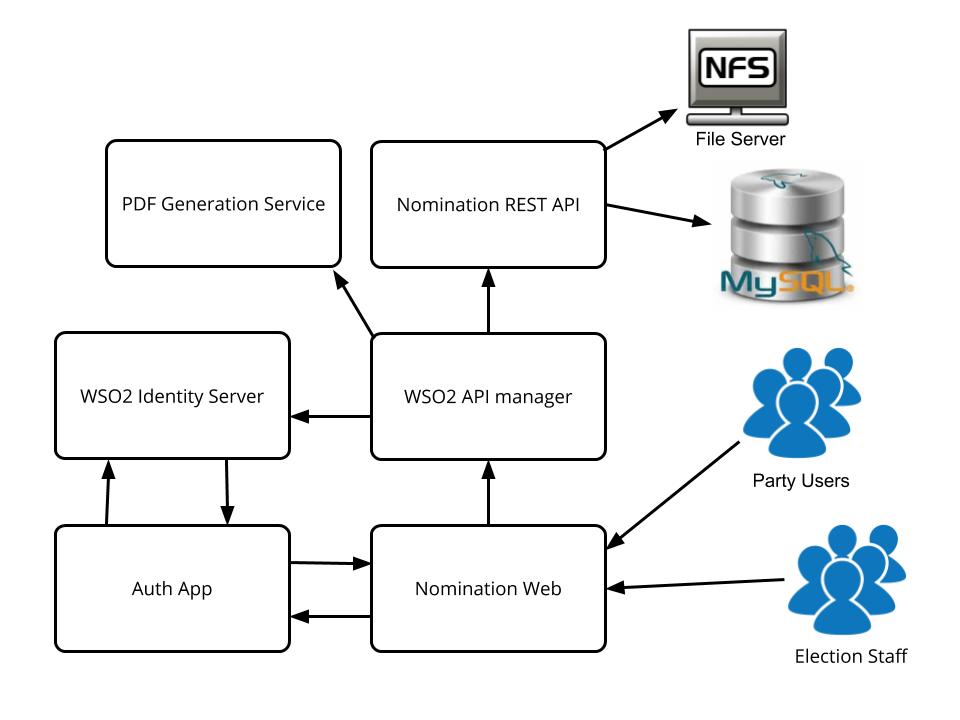 NFS
File Server
PDF Generation Service
Nomination REST API
MySQL®
WSO2 Identity Server
WSO2 API manager
Party Users
Auth App
Nomination Web
Election Staff